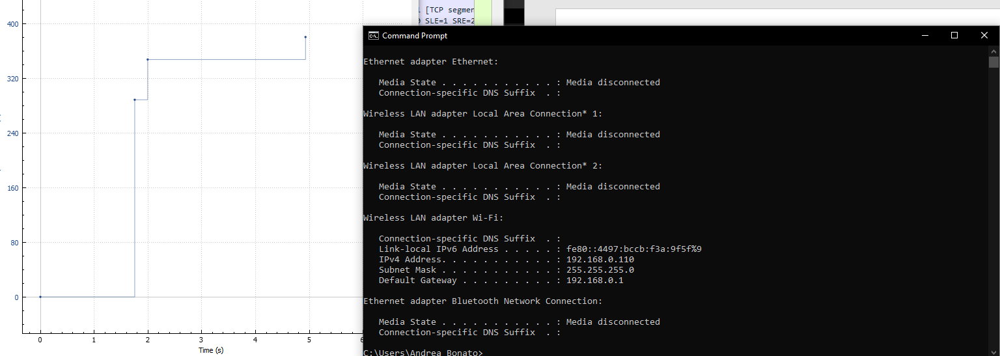 400
320
240
160
80
0
0 1 2 3 4 5 6
Time (s)
[TCP segmen
SLE=1 SRE=2
Command Prompt
Ethernet adapter Ethernet:
Media State . . . . . . . . . . . : Media disconnected
Connection-specific DNS Suffix  . :
Wireless LAN adapter Local Area Connection* 1:
Media State . . . . . . . . . . . : Media disconnected
Connection-specific DNS Suffix  . :
Wireless LAN adapter Local Area Connection* 2:
Media State . . . . . . . . . . . : Media disconnected
Connection-specific DNS Suffix  . :
Wireless LAN adapter Wi-Fi:
Connection-specific DNS Suffix  . :
Link-local IPv6 Address . . . . . : fe80::4497:bccb:f3a:9f5f%9
IPv4 Address. . . . . . . . . . . : 192.168.0.110
Subnet Mask . . . . . . . . . . . : 255.255.255.0
Default Gateway . . . . . . . . . : 192.168.0.1
Ethernet adapter Bluetooth Network Connection:
Media State . . . . . . . . . . . : Media disconnected
Connection-specific DNS Suffix  . :
C:\Users\Andrea Bonato>